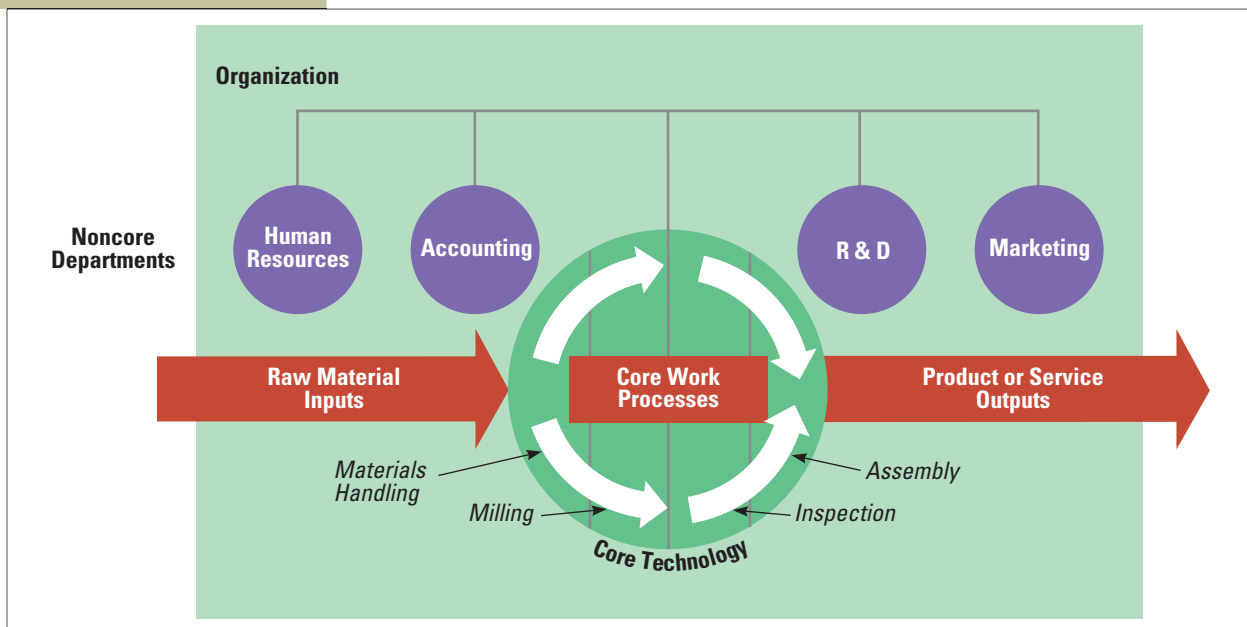 Organization
Noncore
Departments
Human
Resources
Accounting
R & D
Marketing
Raw Material
Inputs
Core Work
Processes
Product or Service
Outputs
Materials
Handling
Milling
Assembly
Inspection
Core Technology